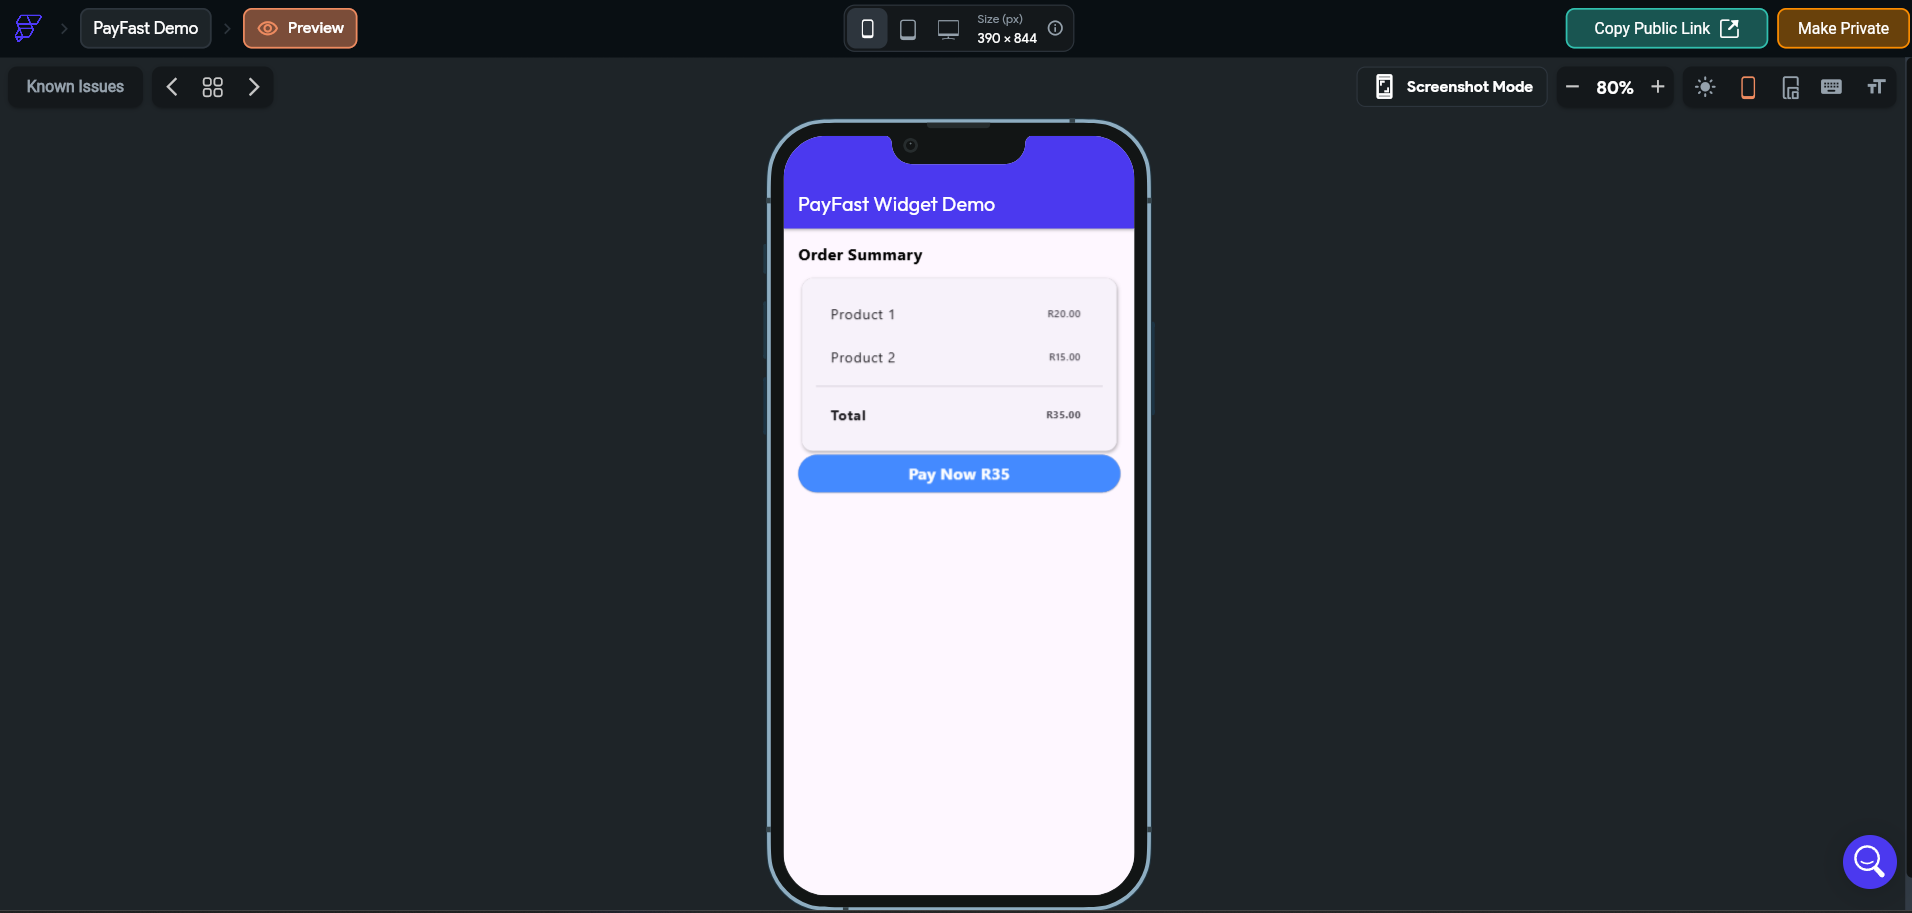 PayFast Demo
Preview
Size (px)
390 × 844
Copy Public Link
Make Private
Known Issues
Screenshot Mode
80%
PayFast Widget Demo
Order Summary
Product 1 R20.00
Product 2 R15.00
Total R35.00
Pay Now R35